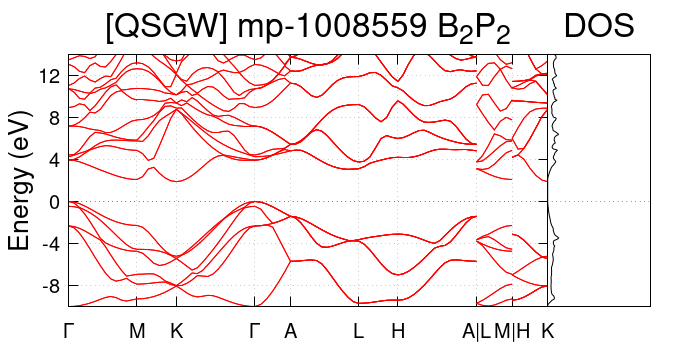 [QSGW] mp-1008559 B₂P₂ DOS
Energy (eV)
12
8
4
0
-4
-8
Γ M K Γ A L H A|L M|H K